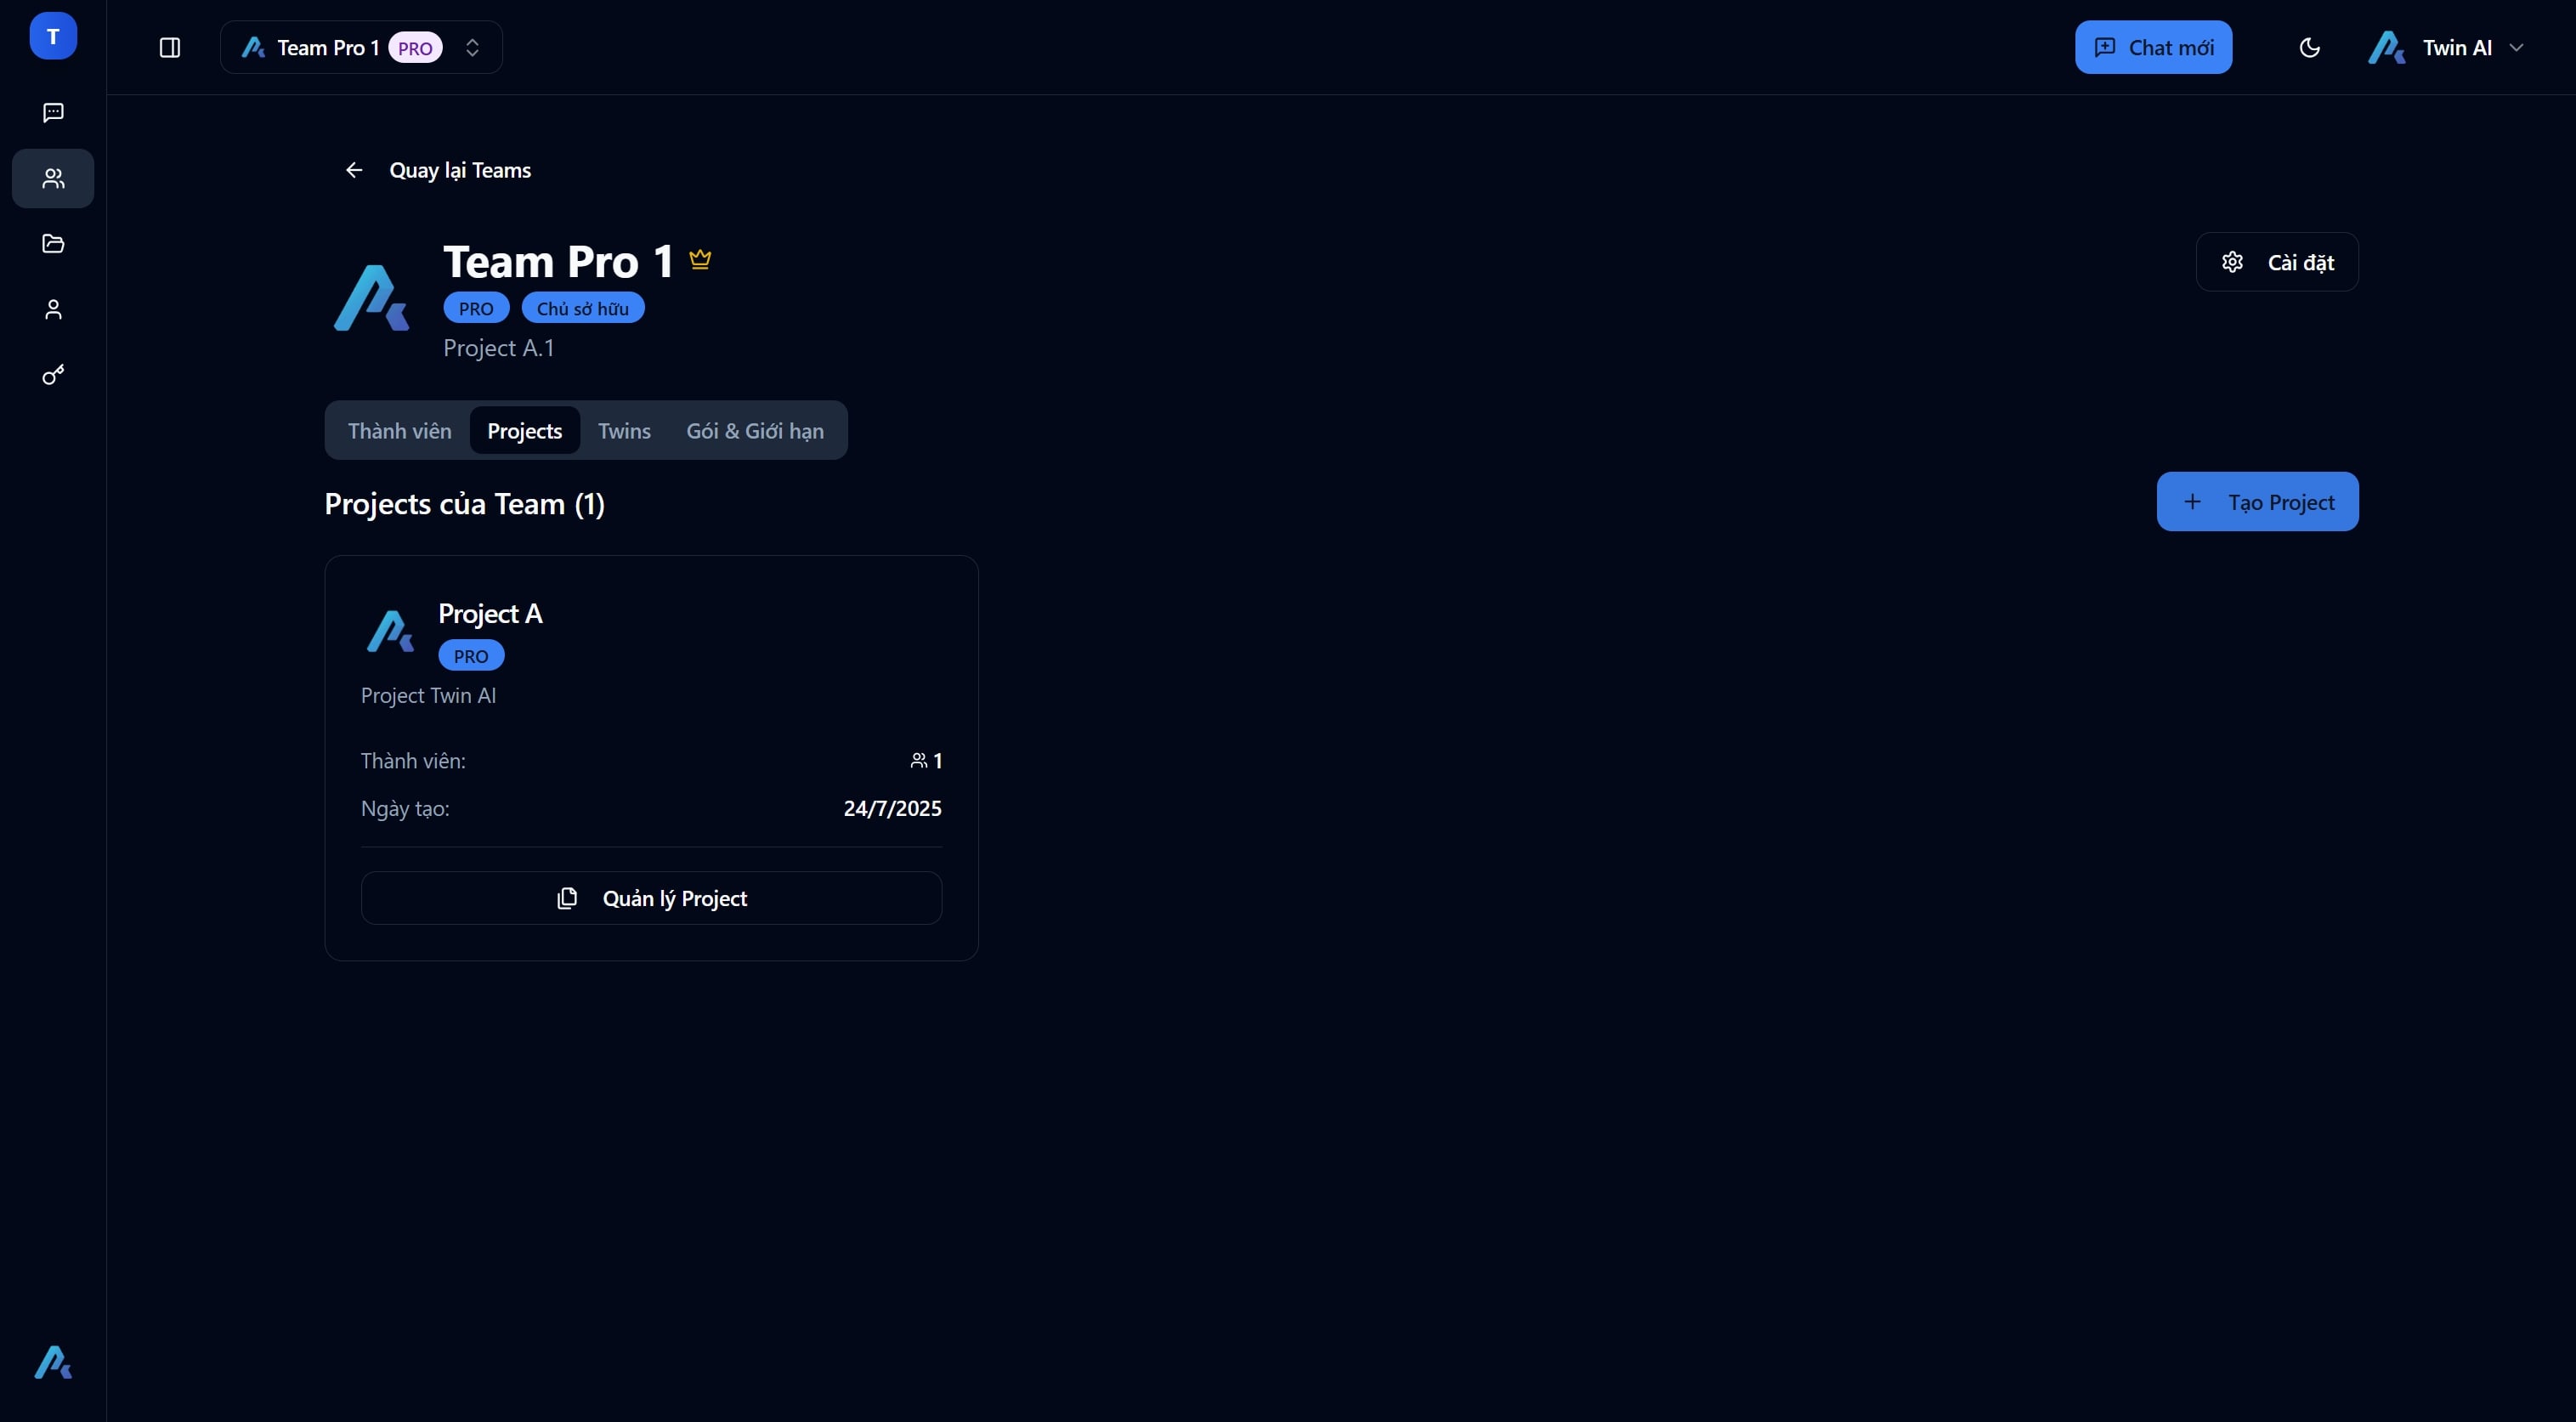 T
Team Pro 1 PRO
Chat mới
Twin AI
Quay lại Teams
Team Pro 1
Cài đặt
PRO Chủ sở hữu
Project A.1
Thành viên Projects Twins Gói & Giới hạn
Projects của Team (1)
Tạo Project
Project A
PRO
Project Twin AI
Thành viên: 1
Ngày tạo: 24/7/2025
Quản lý Project